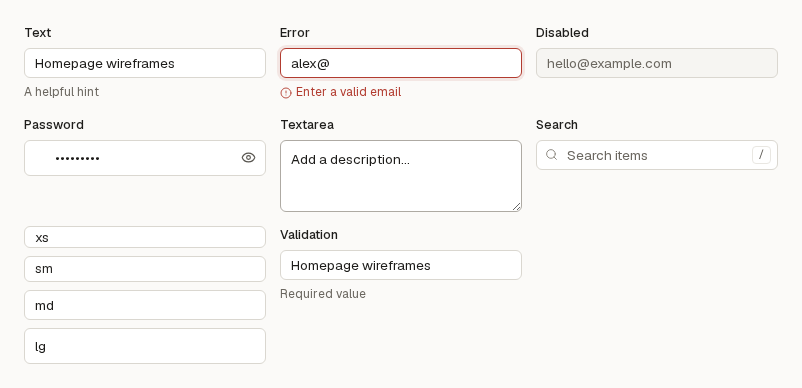 Text
Homepage wireframes
A helpful hint
Error
alex@
Enter a valid email
Disabled
hello@example.com
Password
•••••••••
Textarea
Add a description...
Search
Search items
/
xs
sm
md
lg
Validation
Homepage wireframes
Required value